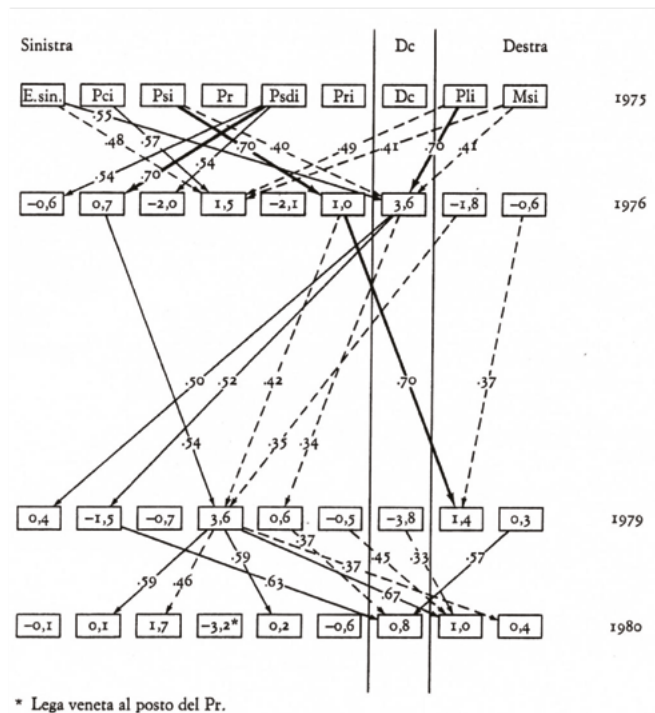 Sinistra Dc Destra
E.sin. Pci Psi Pr Psdi Pri Dc Pli Msi 1975
.55
.48 .57 .70 .40 .49 .41 .70 .41
.54 .70 .54
-0,6 0,7 -2,0 1,5 -2,1 1,0 3,6 -1,8 -0,6 1976
.50 .52 .42 .70 .37
.54 .35 .34
0,4 -1,5 -0,7 3,6 0,6 -0,5 -3,8 1,4 0,3 1979
.37
.59 .45 .33 .57
.37
.59 .46 .63 .67
-0,1 0,1 1,7 -3,2* 0,2 -0,6 0,8 1,0 0,4 1980
* Lega veneta al posto del Pr.